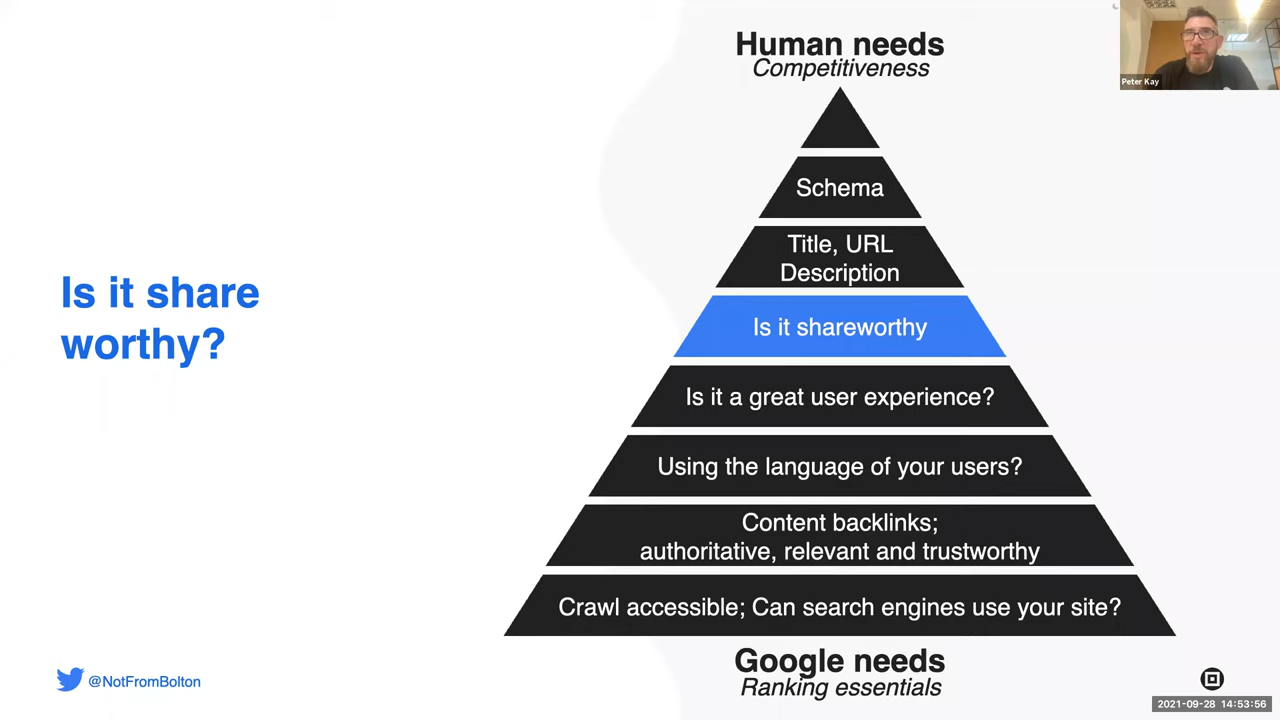 Human needs
Competitiveness
Peter Kay
Schema
Title, URL
Description
Is it share
worthy?
Is it shareworthy
Is it a great user experience?
Using the language of your users?
Content backlinks;
authoritative, relevant and trustworthy
Crawl accessible; Can search engines use your site?
Google needs
Ranking essentials
@NotFromBolton
2021-09-28 14:53:56